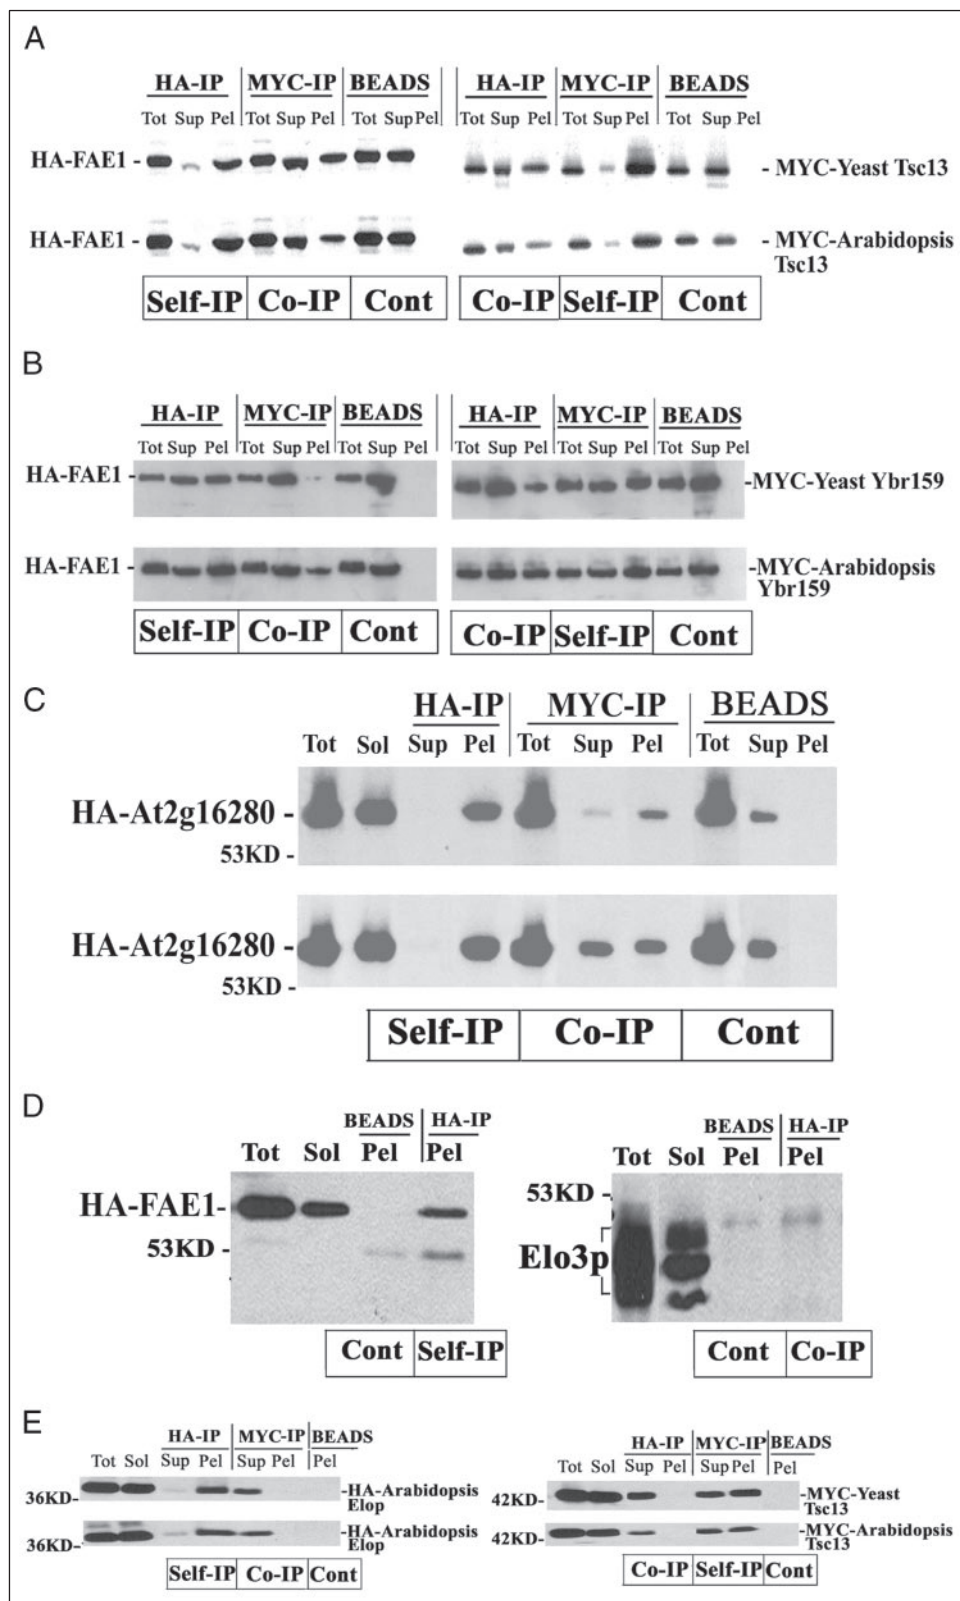 A
HA-IP MYC-IP BEADS HA-IP MYC-IP BEADS
Tot Sup Pel Tot Sup Pel Tot Sup Pel Tot Sup Pel Tot Sup Pel Tot Sup Pel
HA-FAE1 - - MYC-Yeast Tsc13
HA-FAE1 - - MYC-Arabidopsis
Tsc13
Self-IP Co-IP Cont Co-IP Self-IP Cont
B
HA-IP MYC-IP BEADS HA-IP MYC-IP BEADS
Tot Sup Pel Tot Sup Pel Tot Sup Pel Tot Sup Pel Tot Sup Pel Tot Sup Pel
HA-FAE1 - -MYC-Yeast Ybr159
HA-FAE1 - -MYC-Arabidopsis
Ybr159
Self-IP Co-IP Cont Co-IP Self-IP Cont
C
HA-IP MYC-IP BEADS
Tot Sol Sup Pel Tot Sup Pel Tot Sup Pel
HA-At2g16280 -
53KD -
HA-At2g16280 -
53KD -
Self-IP Co-IP Cont
D
BEADS HA-IP BEADS HA-IP
Tot Sol Pel Pel Tot Sol Pel Pel
HA-FAE1- 53KD -
53KD - Elo3p
Cont Self-IP Cont Co-IP
E
HA-IP MYC-IP BEADS HA-IP MYC-IP BEADS
Tot Sol Sup Pel Sup Pel Pel Tot Sol Sup Pel Sup Pel Pel
36KD- -HA-Arabidopsis Elop 42KD- -MYC-Yeast Tsc13
36KD- -HA-Arabidopsis Elop 42KD- -MYC-Arabidopsis Tsc13
Self-IP Co-IP Cont Co-IP Self-IP Cont